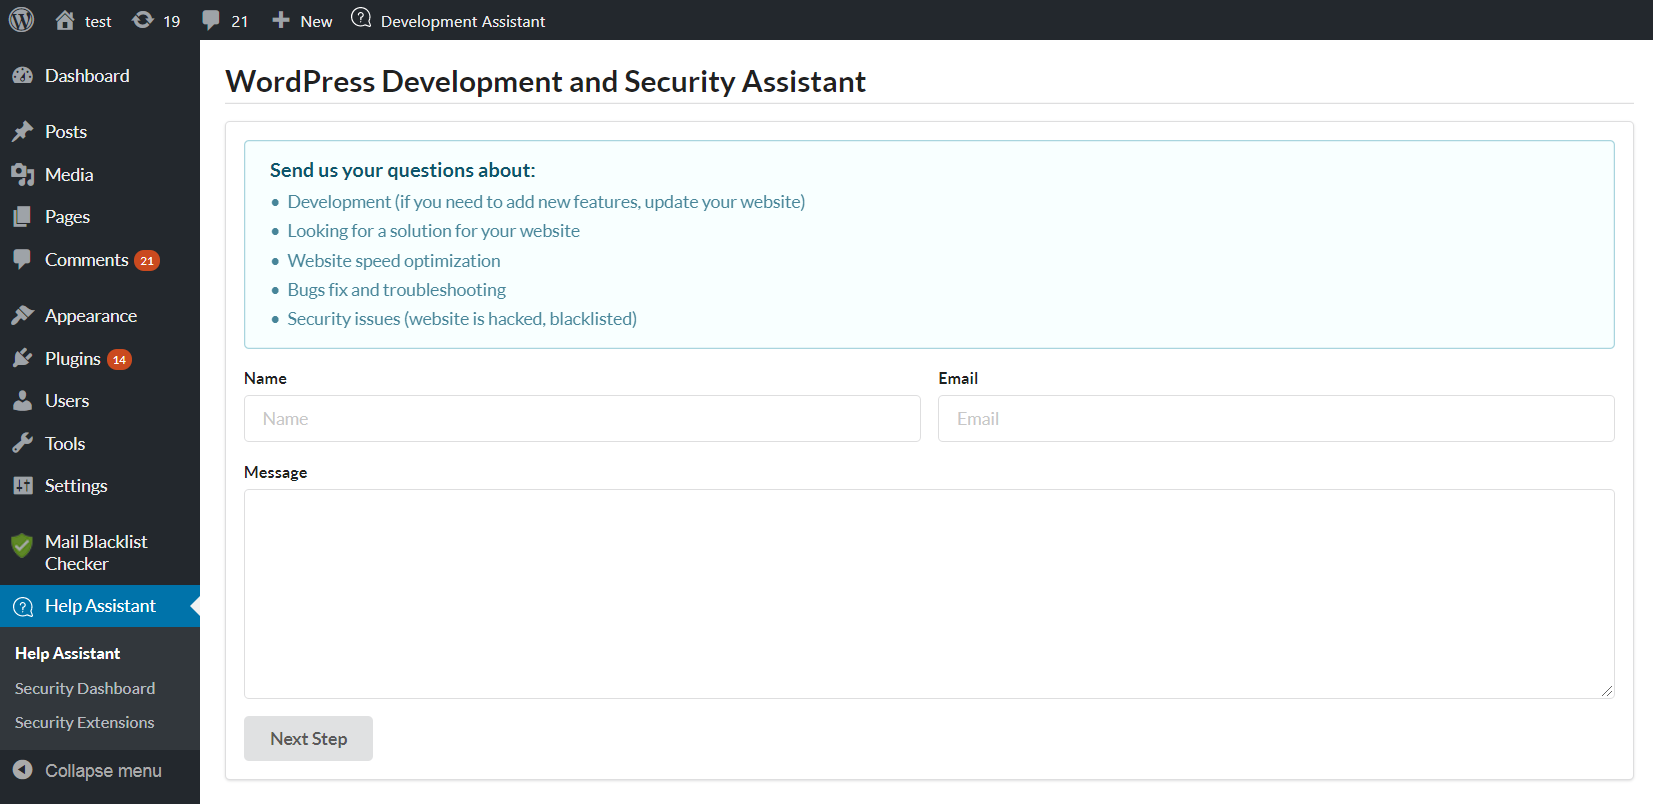 test 19 21 New Development Assistant
Dashboard
Posts
Media
Pages
Comments 21
Appearance
Plugins 14
Users
Tools
Settings
Mail Blacklist
Checker
Help Assistant
Help Assistant
Security Dashboard
Security Extensions
Collapse menu
WordPress Development and Security Assistant
Send us your questions about:
• Development (if you need to add new features, update your website)
• Looking for a solution for your website
• Website speed optimization
• Bugs fix and troubleshooting
• Security issues (website is hacked, blacklisted)
Name Email
Name Email
Message
Next Step